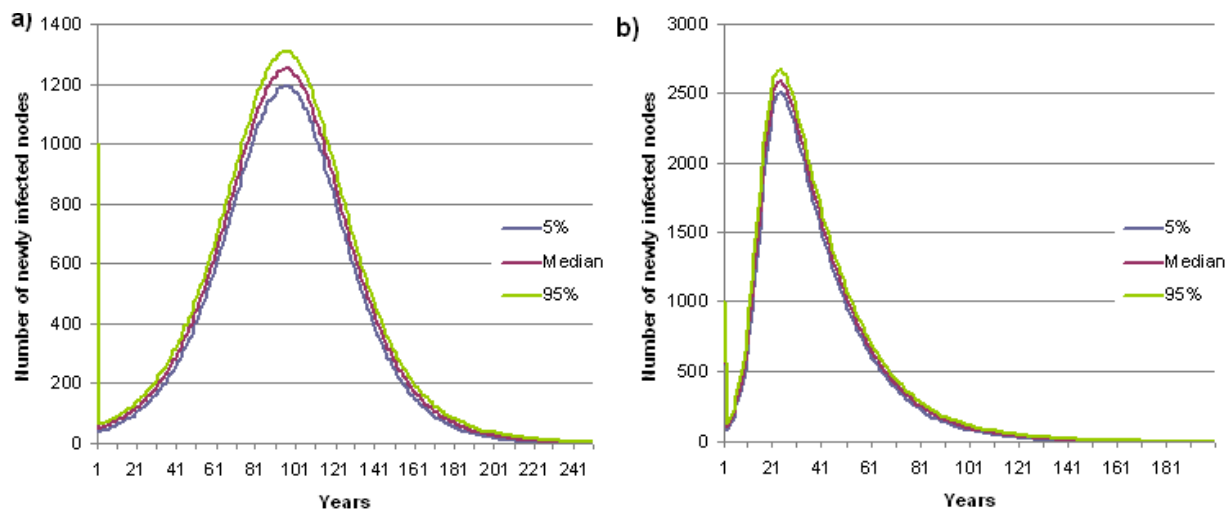 a)
1400
1200
1000
800
600
400
200
0
Number of newly infected nodes
1 21 41 61 81 101 121 141 161 181 201 221 241
Years
5%
Median
95%
b)
3000
2500
2000
1500
1000
500
0
Number of newly infected nodes
1 21 41 61 81 101 121 141 161 181
Years
5%
Median
95%